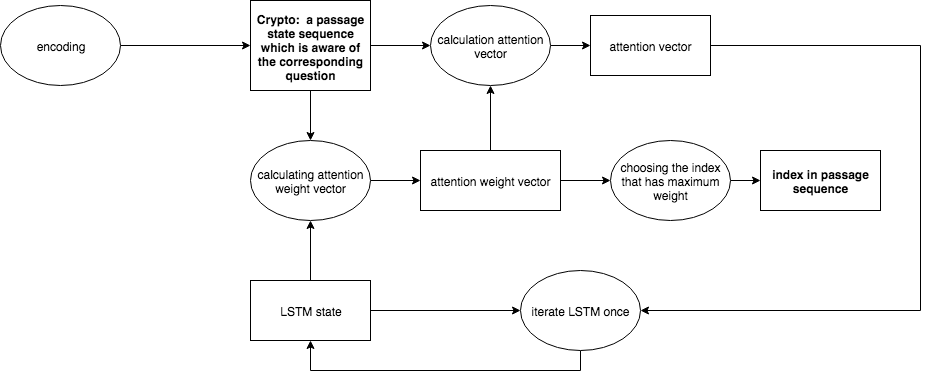 encoding
Crypto: a passage
state sequence
which is aware of
the corresponding
question
calculation attention
vector
attention vector
calculating attention
weight vector
attention weight vector
choosing the index
that has maximum
weight
index in passage
sequence
LSTM state
iterate LSTM once